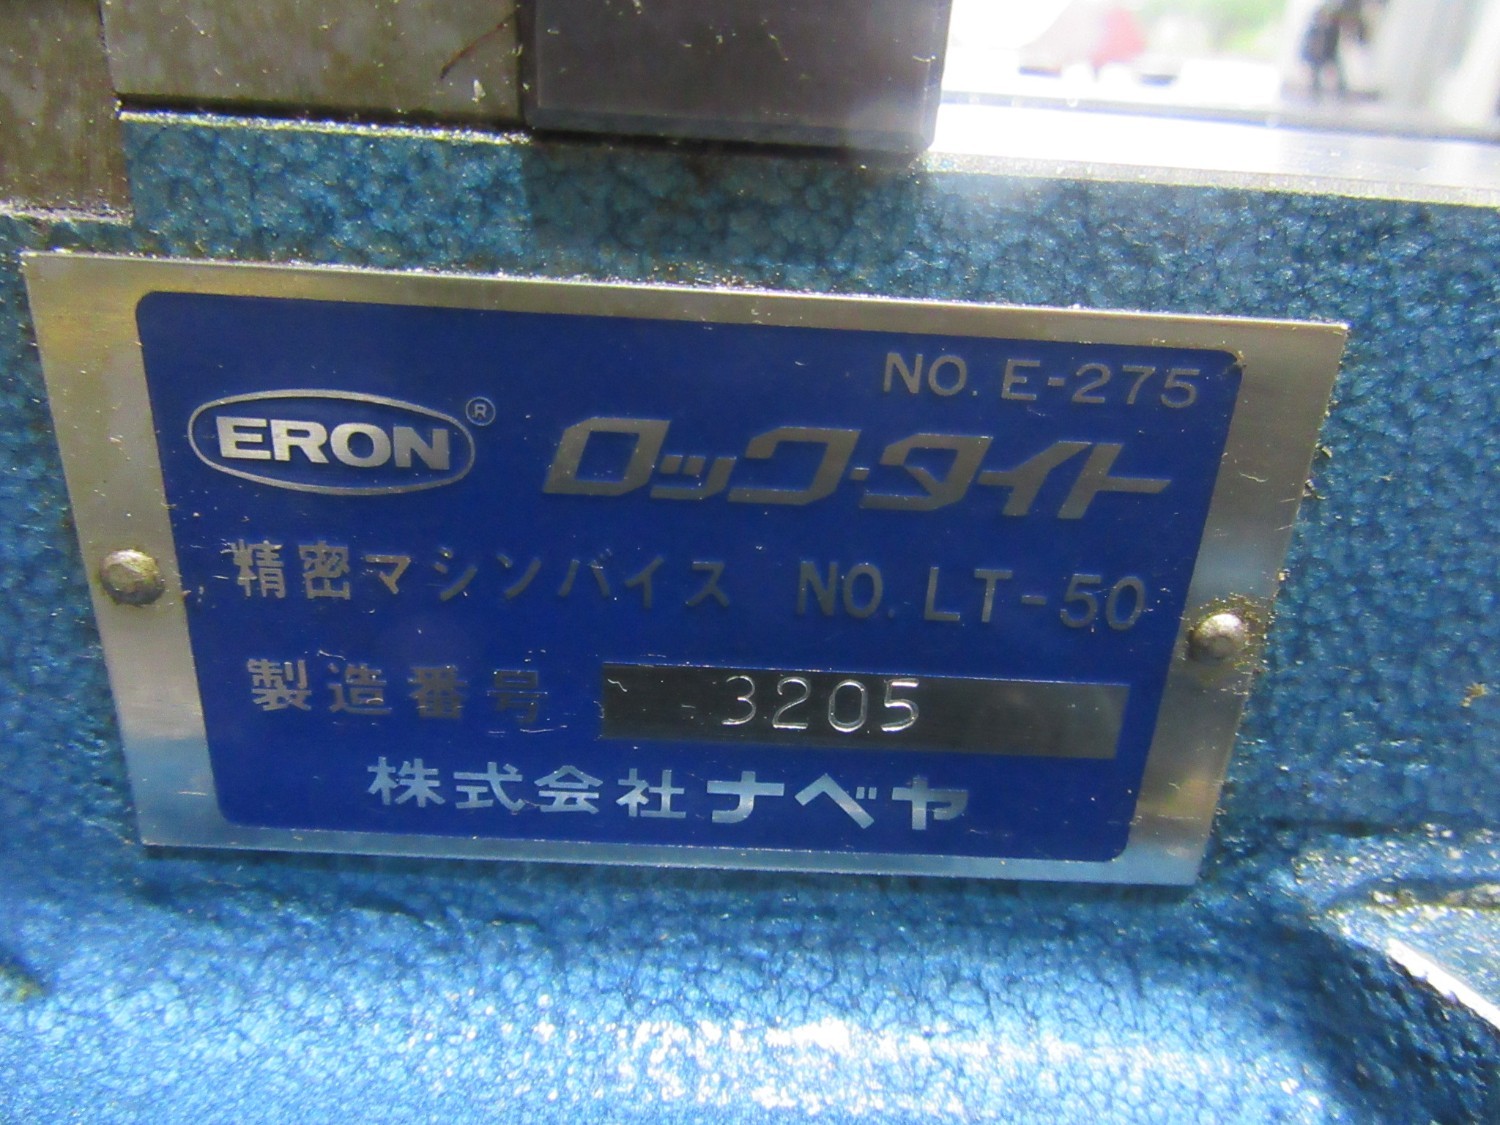 NO. E-275
ERON® ロック・タイト
精密マシンバイス NO. LT-50
製造番号 3205
株式会社ナベヤ